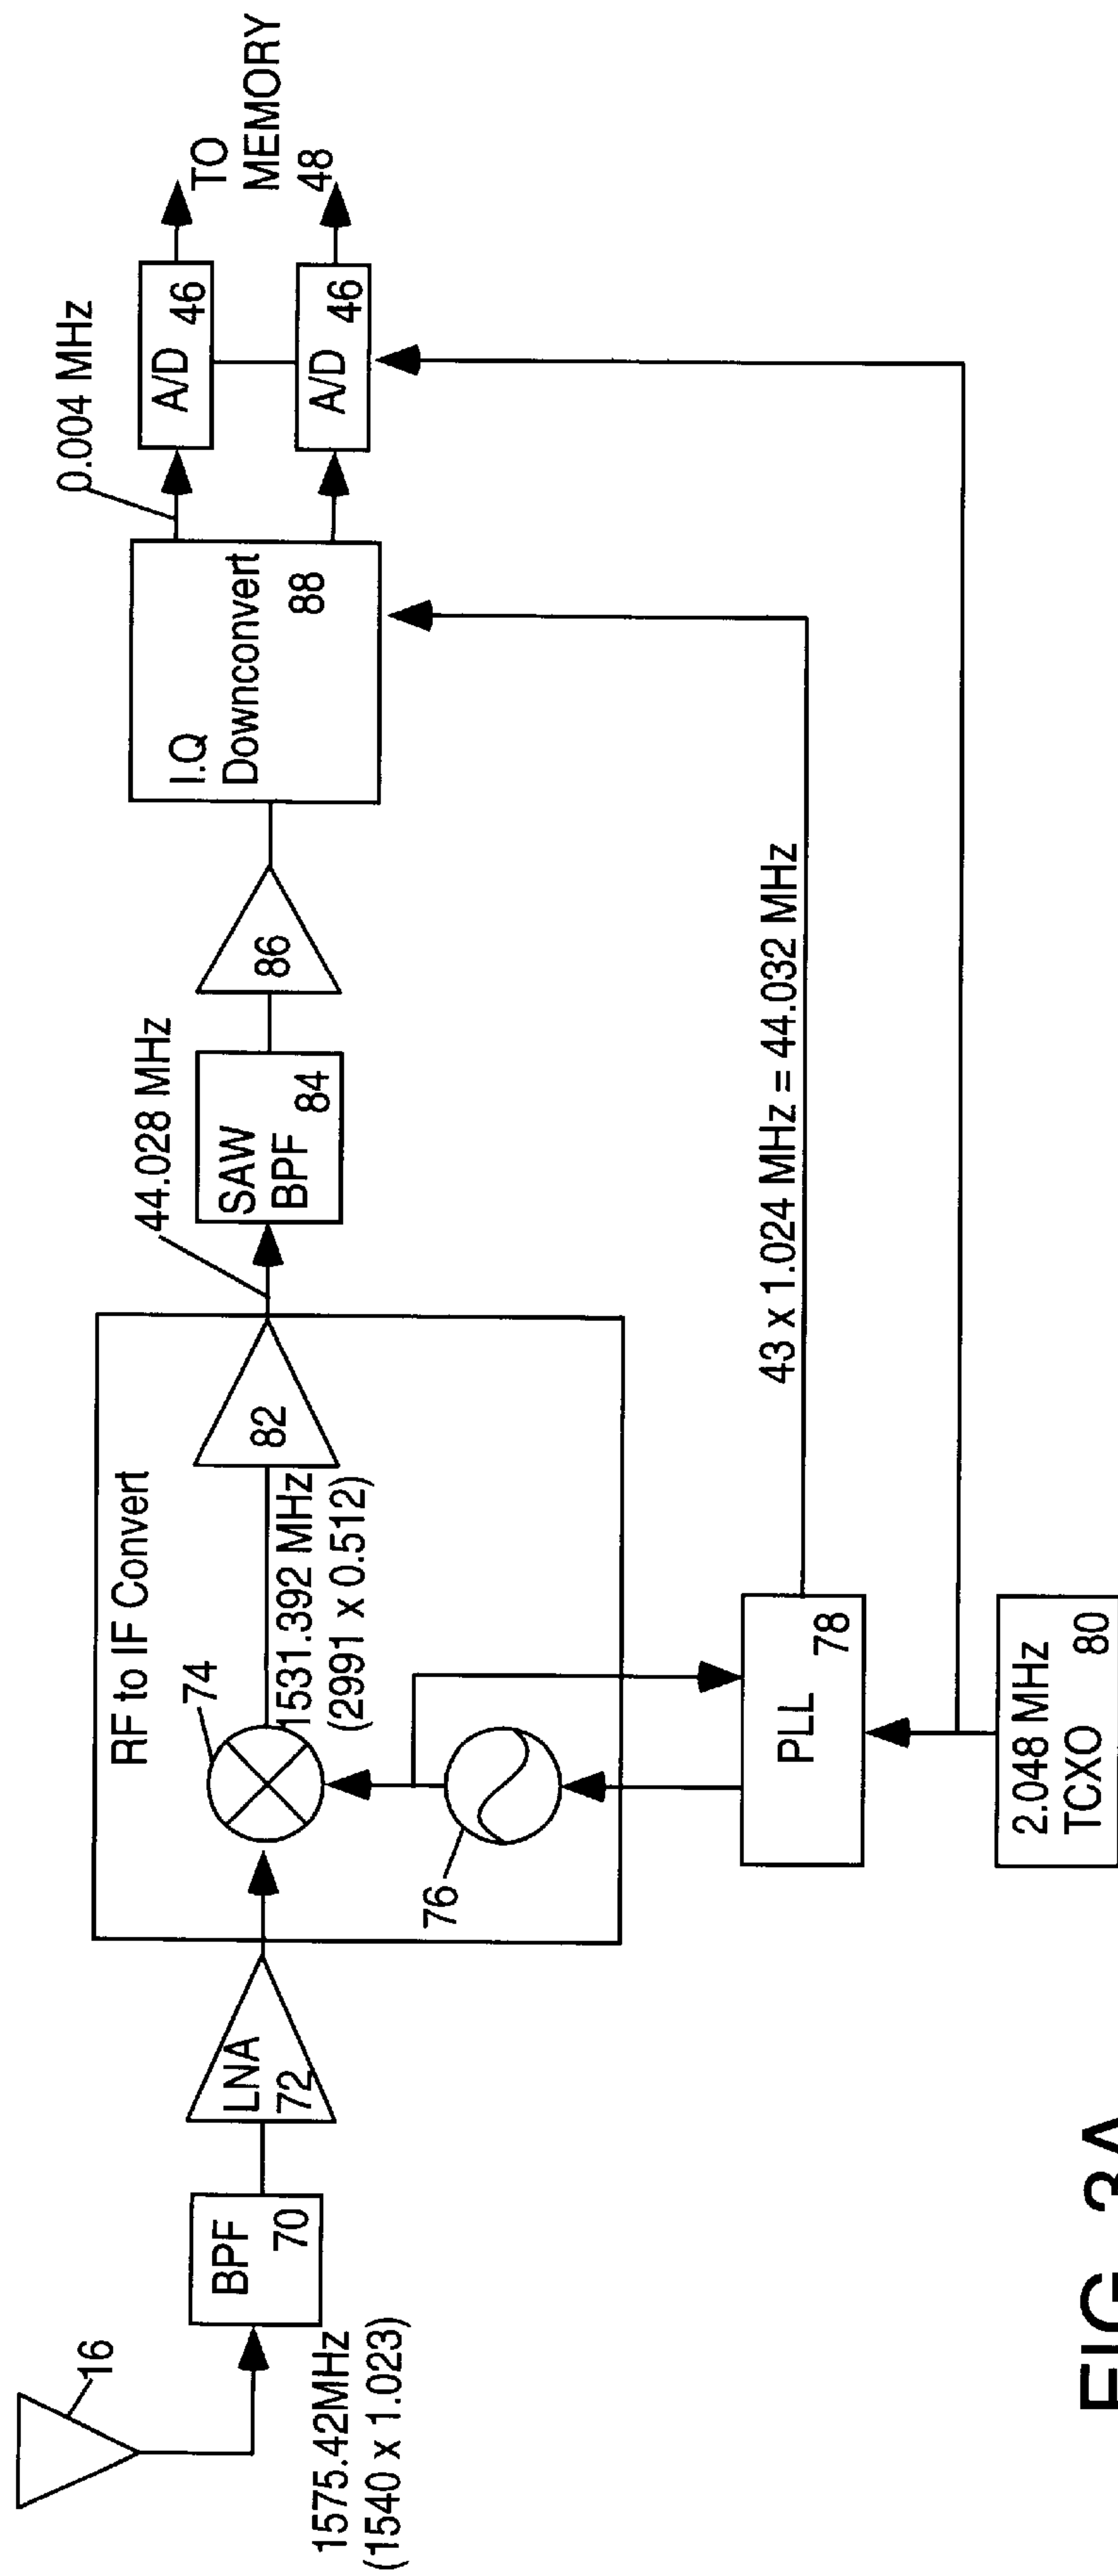 16
1575.42MHz
(1540 x 1.023)
BPF
70
LNA
72
RF to IF Convert
74
76
1531.392 MHz
(2991 x 0.512)
82
44.028 MHz
SAW
BPF
84
86
I.Q
Downconvert
88
0.004 MHz
A/D 46
A/D 46
TO
MEMORY
48
43 x 1.024 MHz = 44.032 MHz
PLL
78
2.048 MHz
TCXO 80
FIG. 3A